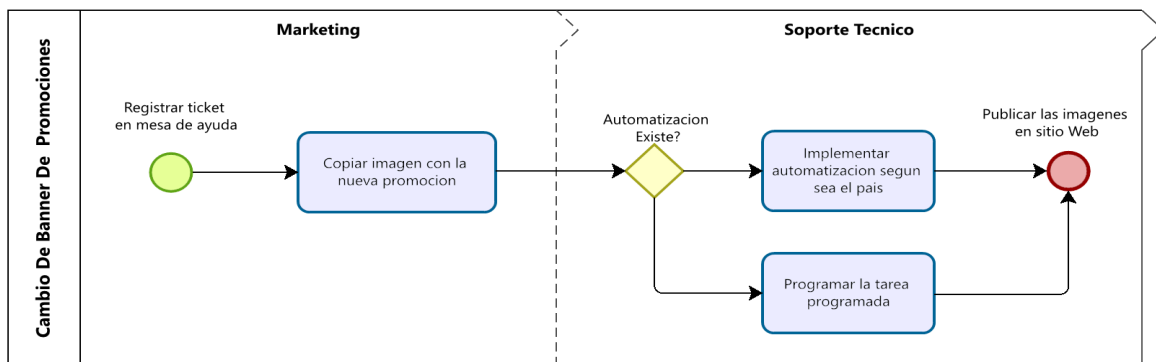 Cambio De Banner De  Promociones
Marketing
Soporte Tecnico
Registrar ticket
en mesa de ayuda
Copiar imagen con la
nueva promocion
Automatizacion
Existe?
Implementar
automatizacion segun
sea el pais
Programar la tarea
programada
Publicar las imagenes
en sitio Web